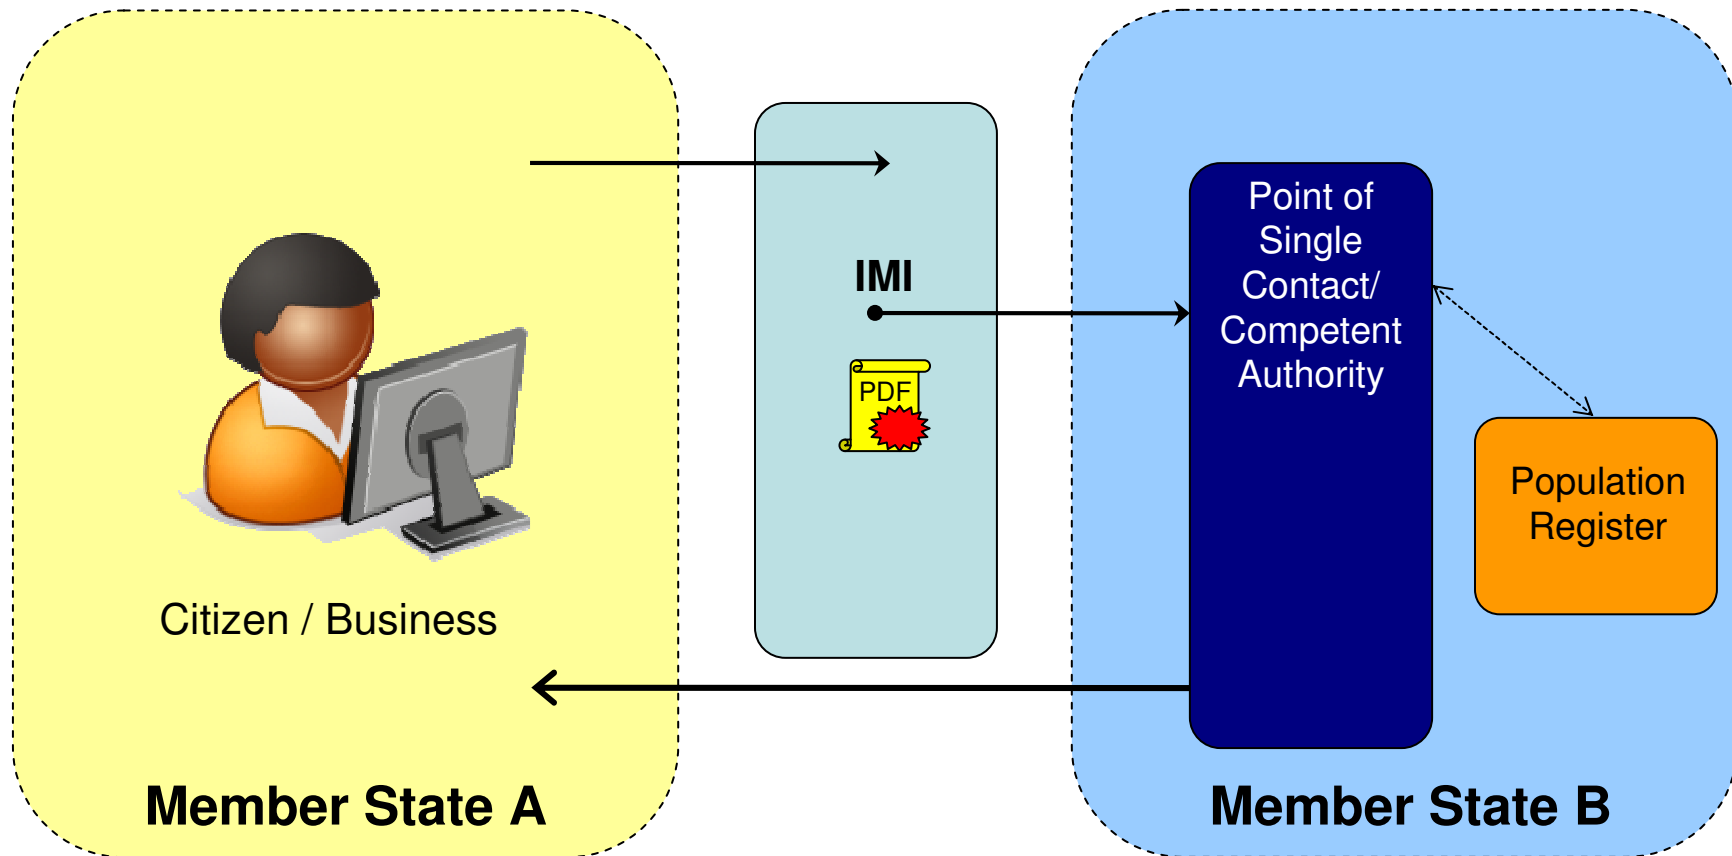 IMI
PDF
Citizen / Business
Member State A
Point of
Single
Contact/
Competent
Authority
Population
Register
Member State B